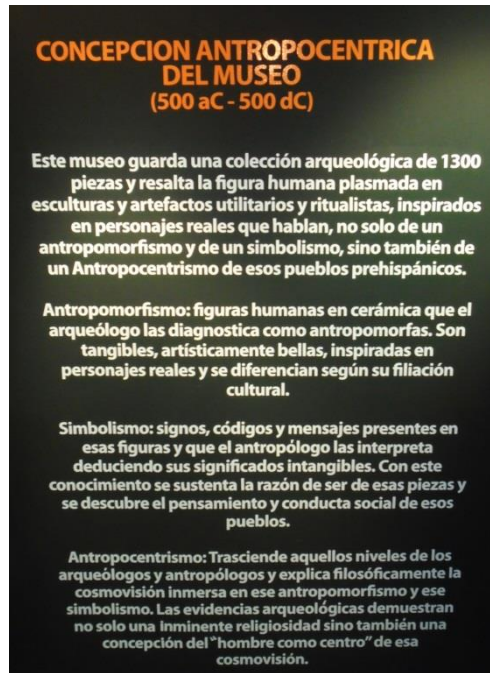 CONCEPCION ANTROPOCENTRICA
DEL MUSEO
(500 aC - 500 dC)
Este museo guarda una colección arqueológica de 1300
piezas y resalta la figura humana plasmada en
esculturas y artefactos utilitarios y ritualistas, inspirados
en personajes reales que hablan, no solo de un
antropomorfismo y de un simbolismo, sino también de
un Antropocentrismo de esos pueblos prehispánicos.
Antropomorfismo: figuras humanas en cerámica que el
arqueólogo las diagnostica como antropomorfas. Son
tangibles, artísticamente bellas, inspiradas en
personajes reales y se diferencian según su filiación
cultural.
Simbolismo: signos, códigos y mensajes presentes en
esas figuras y que el antropólogo las interpreta
deduciendo sus significados intangibles. Con este
conocimiento se sustenta la razón de ser de esas piezas y
se descubre el pensamiento y conducta social de esos
pueblos.
Antropocentrismo: Trasciende aquellos niveles de los
arqueólogos y antropólogos y explica filosóficamente la
cosmovisión inmersa en ese antropomorfismo y ese
simbolismo. Las evidencias arqueológicas demuestran
no solo una inminente religiosidad sino también una
concepción del "hombre como centro" de esa
cosmovisión.